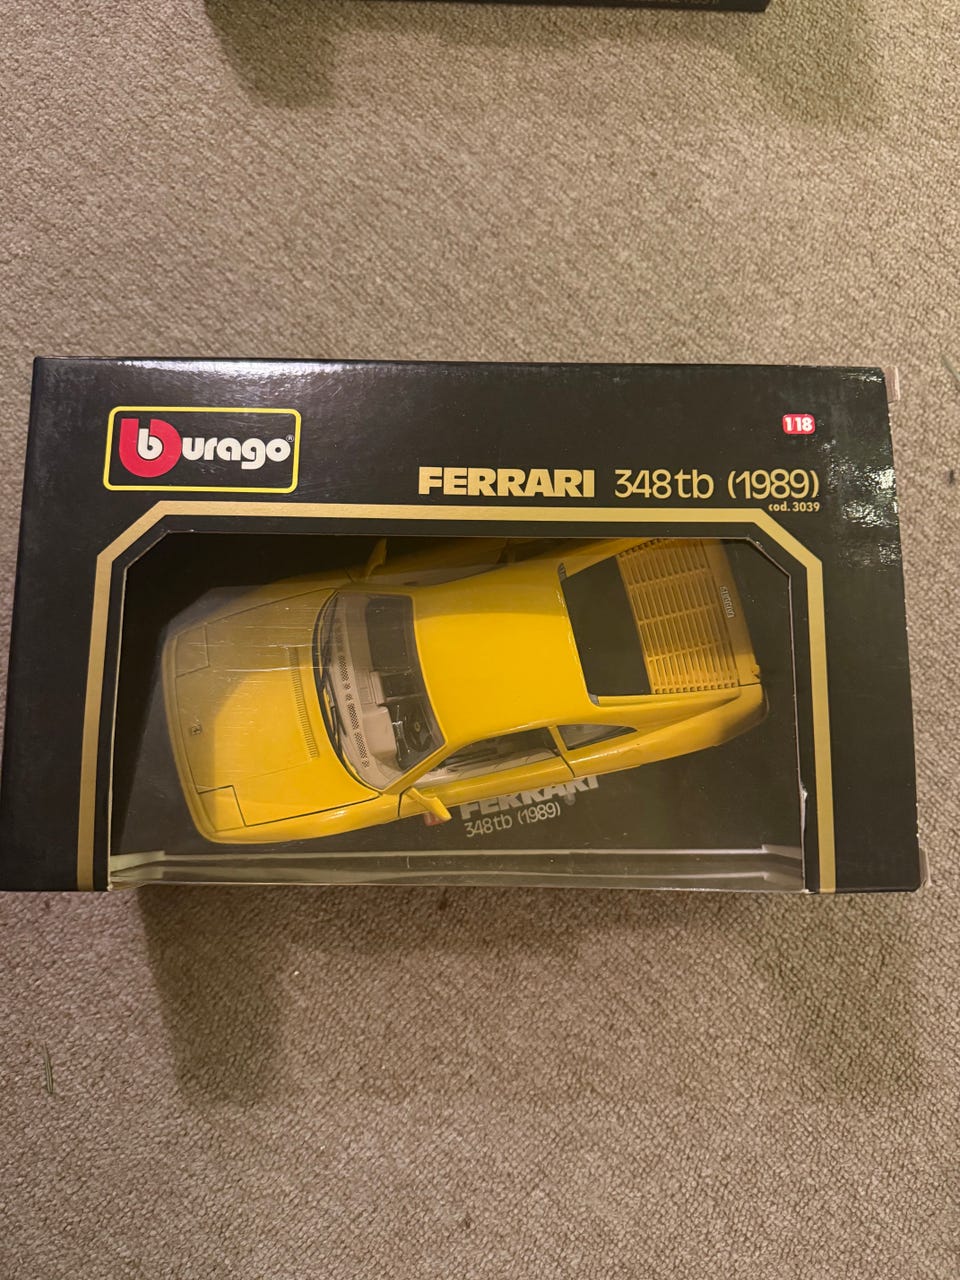 burago®
1/18
FERRARI 348tb (1989)
cod. 3039
FERRARI
348tb (1989)